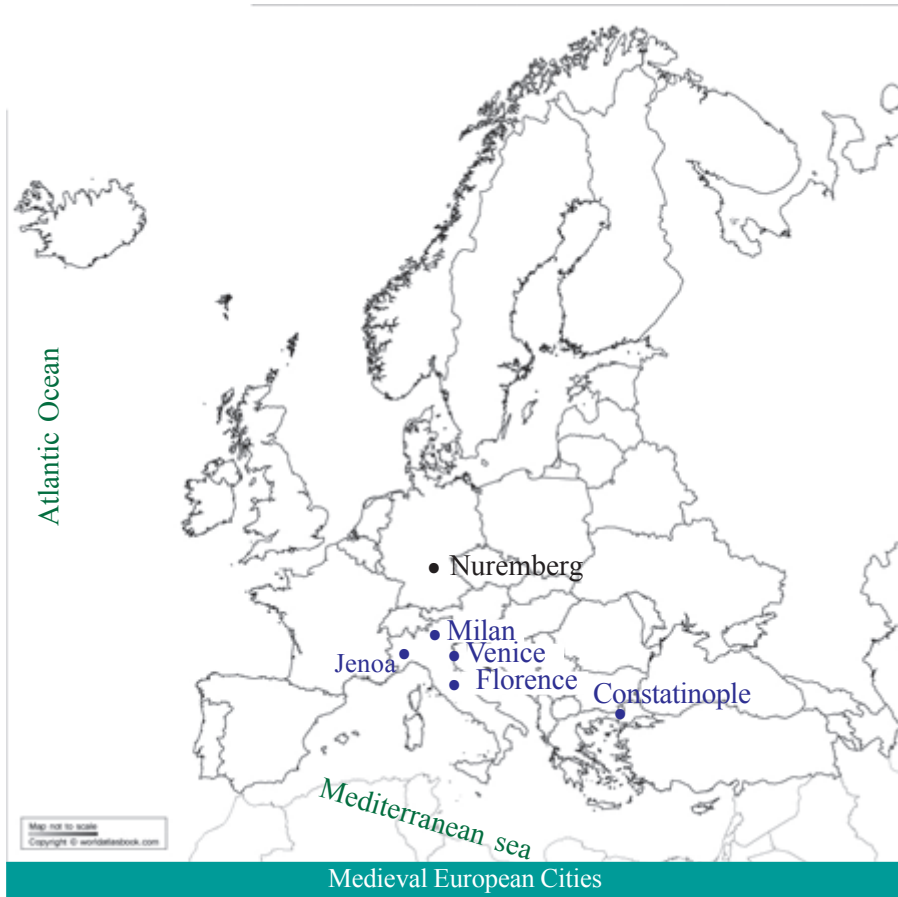 Atlantic Ocean
Nuremberg
Milan
Venice
Jenoa
Florence
Constatinople
Mediterranean sea
Map not to scale
Copyright © worldatlasbook.com
Medieval European Cities